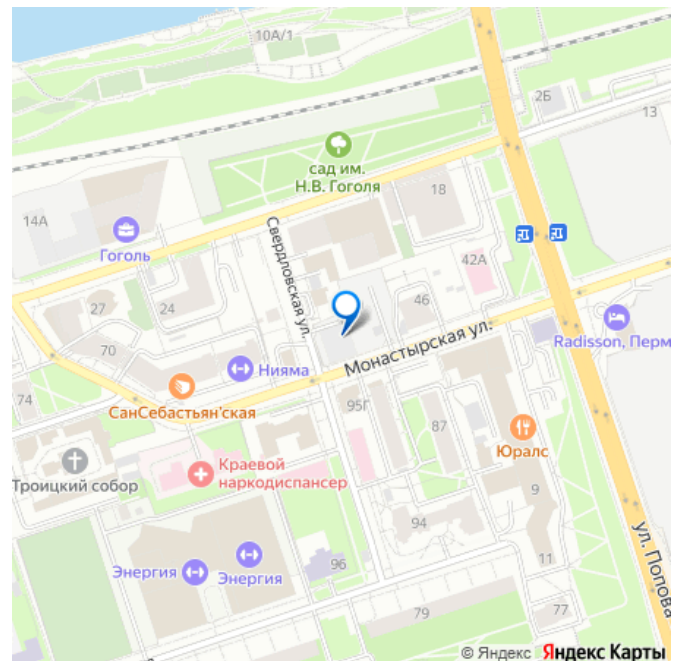 10А/1
2Б
13
сад им.
Н.В. Гоголя
18
14А
Гоголь
Свердловская ул.
42А
27
24
46
Radisson, Перм
70
Монастырская ул.
Нияма
74
СанСебастьян'ская
95Г
87
Юралс
Троицкий собор
Краевой
наркодиспансер
9
94
ул. Попова
Энергия
Энергия
96
11
79
77
© Яндекс Яндекс Карты